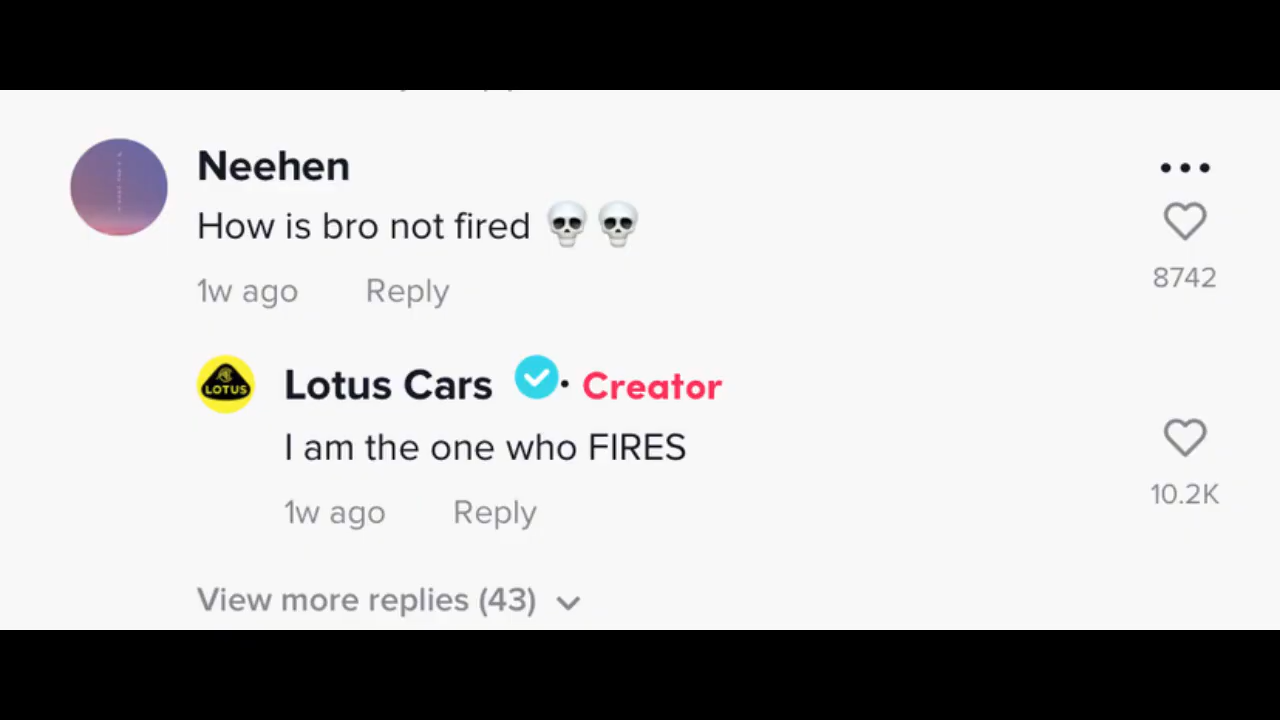 Neehen
How is bro not fired 💀💀
8742
1w ago Reply
LOTUS
Lotus Cars · Creator
I am the one who FIRES
10.2K
1w ago Reply
View more replies (43)